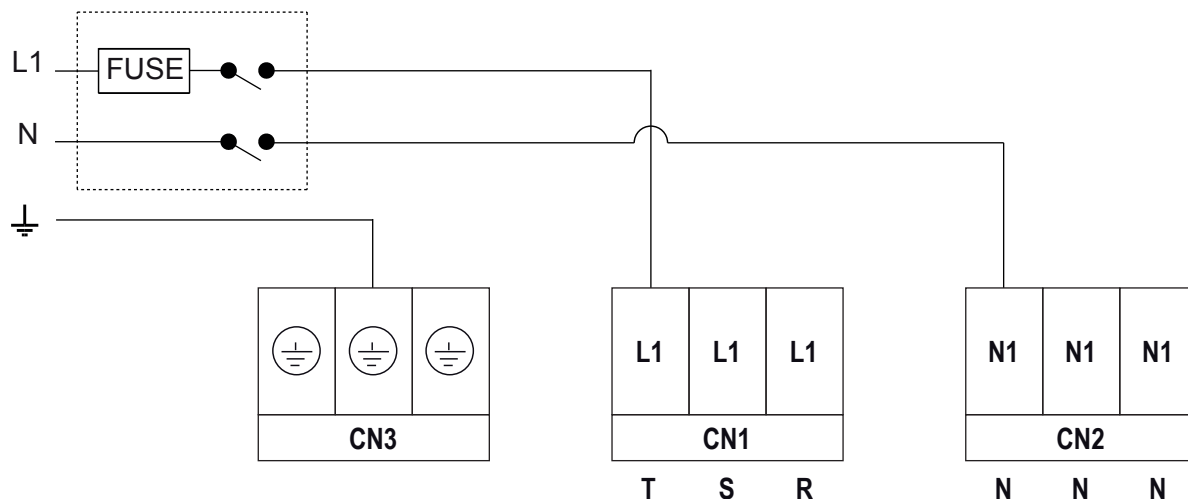 L1
FUSE
N
L1 L1 L1
N1 N1 N1
CN3
CN1
CN2
T S R
N N N